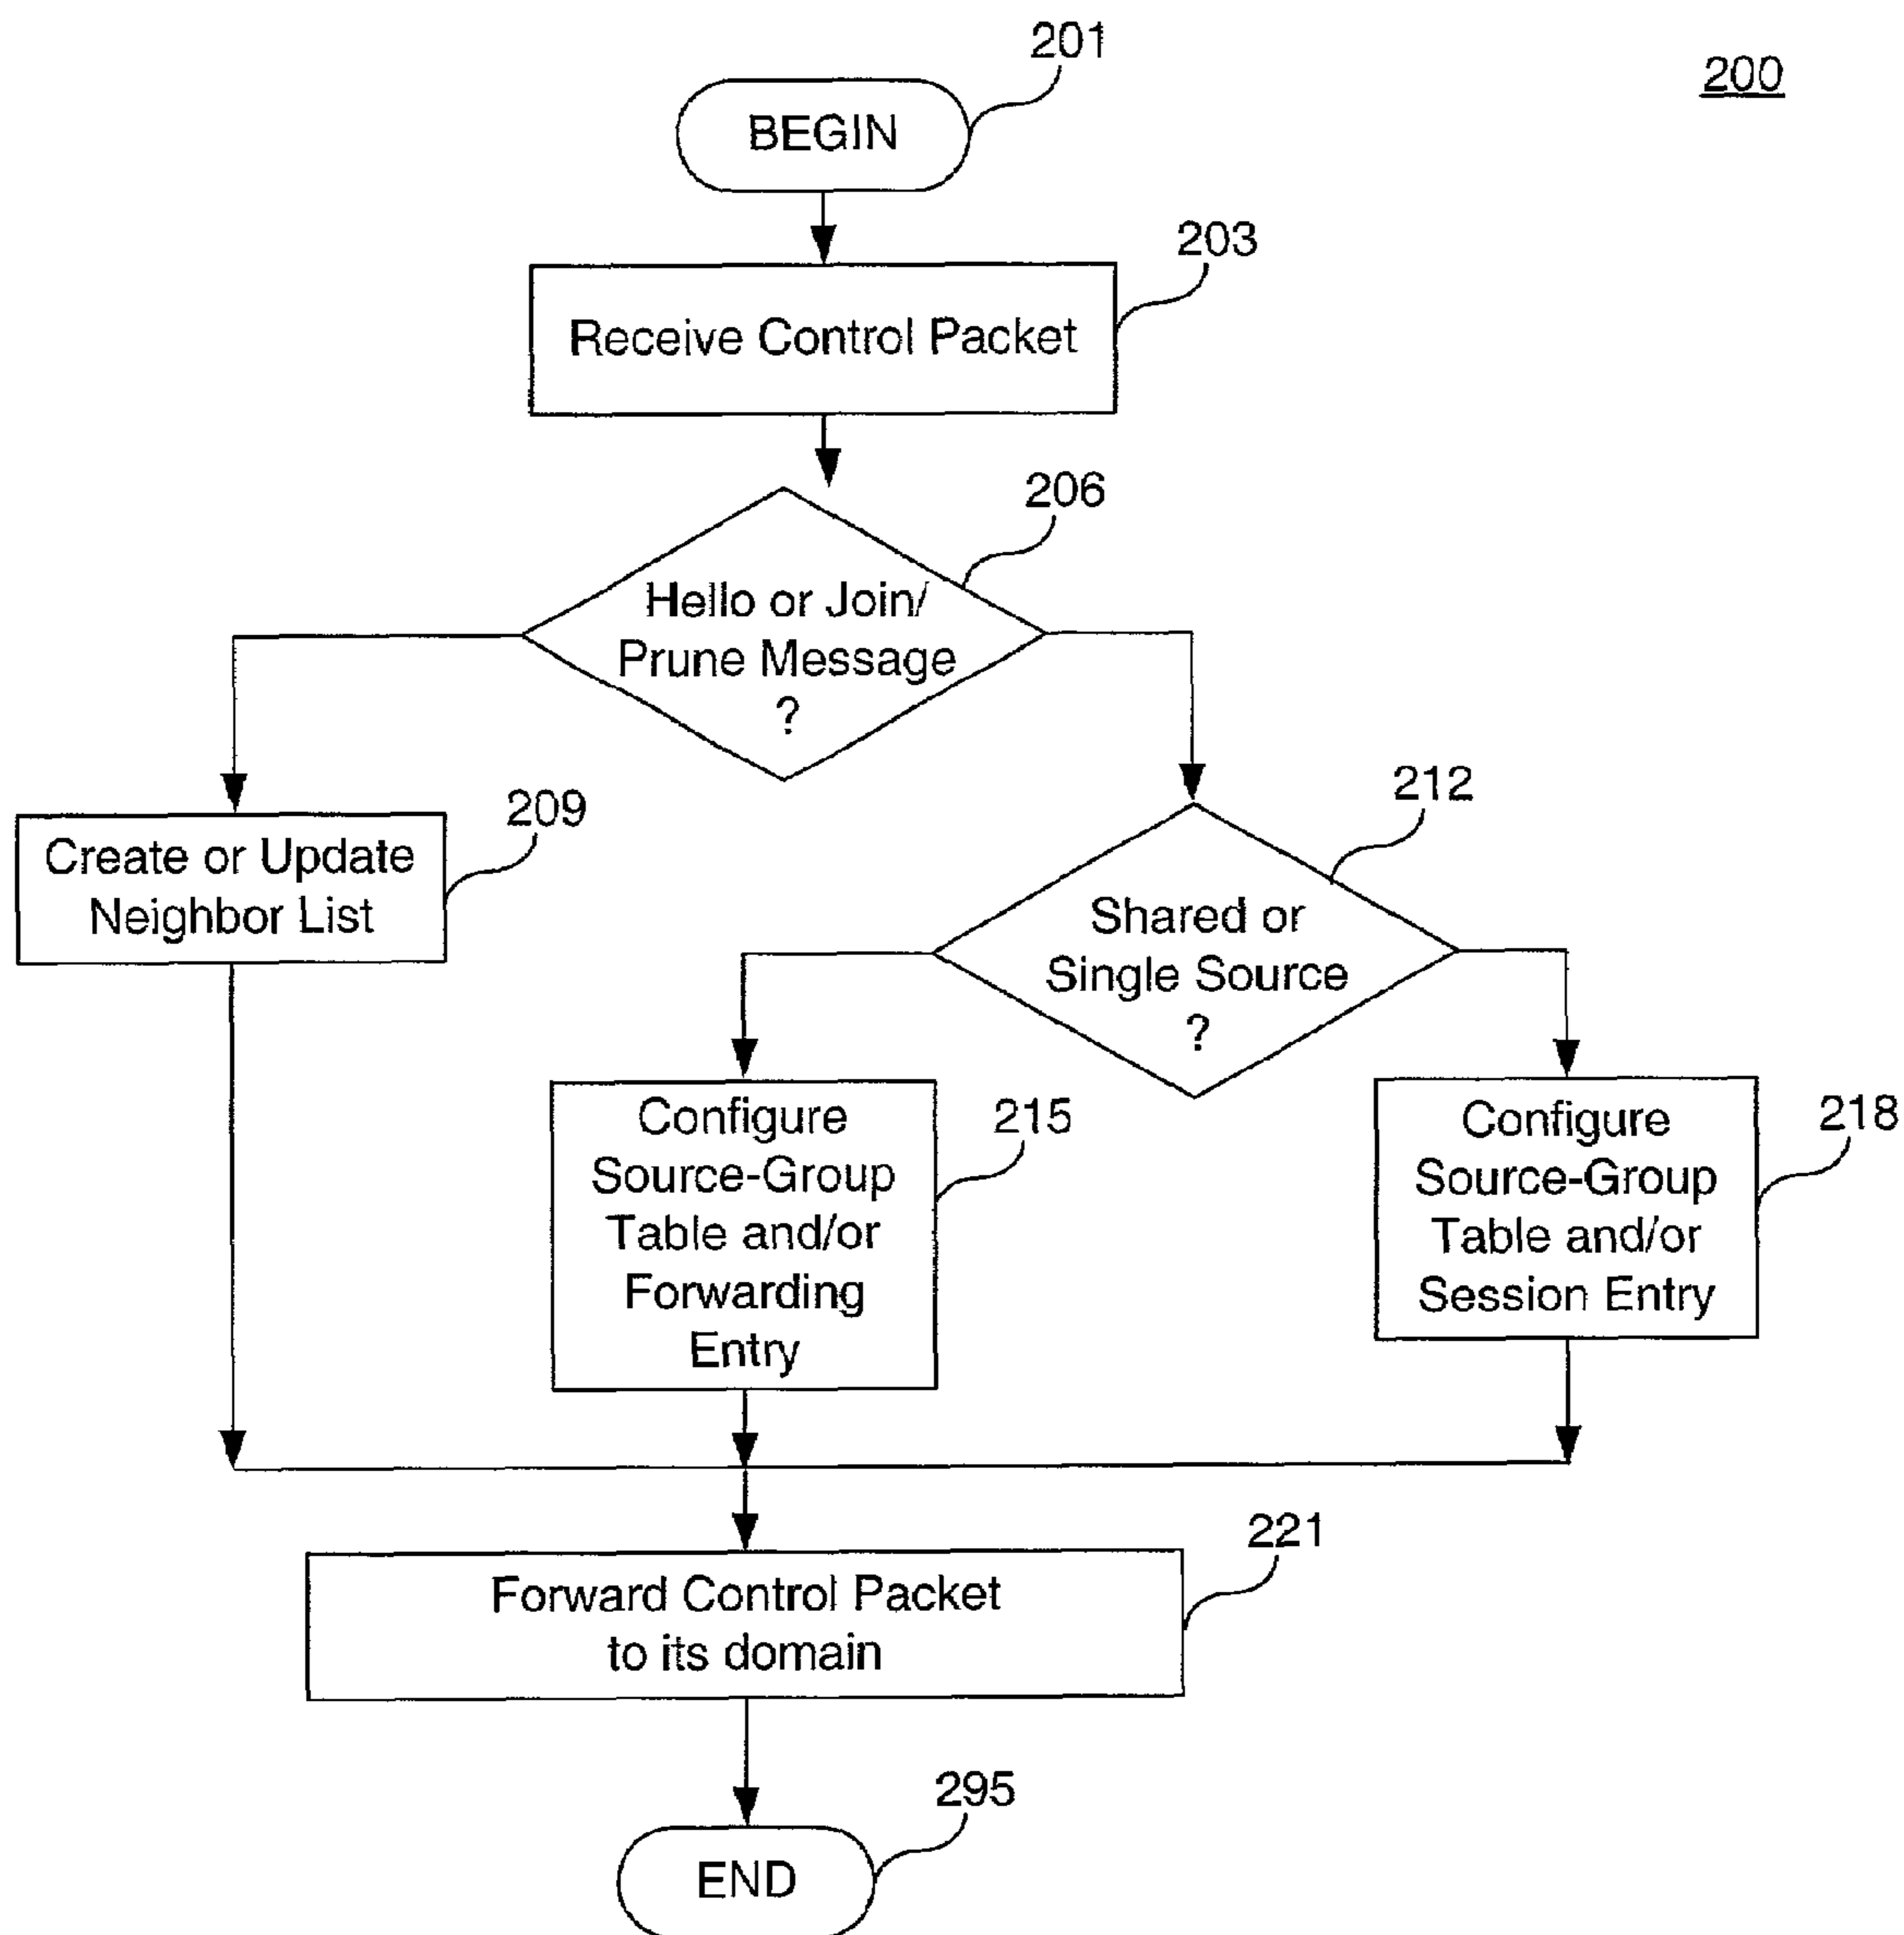 201
200
BEGIN
203
Receive Control Packet
206
Hello or Join/
Prune Message
?
209
Create or Update
Neighbor List
212
Shared or
Single Source
?
215
Configure
Source-Group
Table and/or
Forwarding
Entry
218
Configure
Source-Group
Table and/or
Session Entry
221
Forward Control Packet
to its domain
295
END